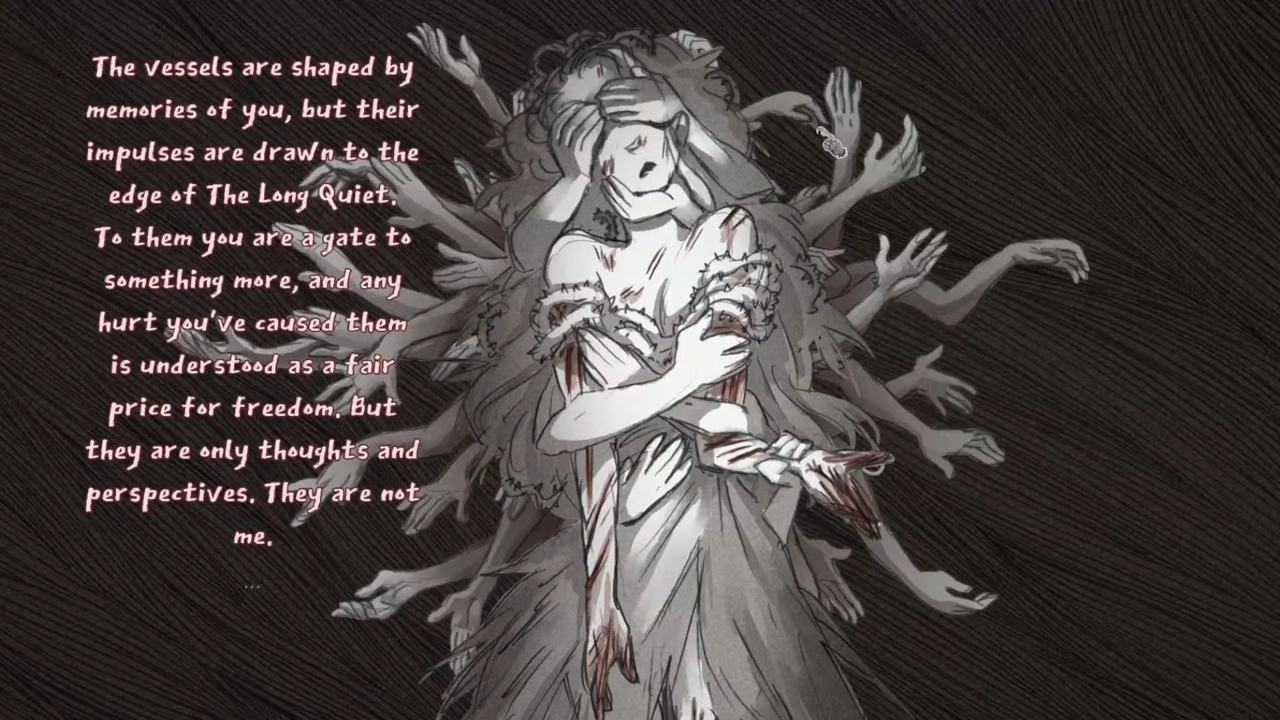 The vessels are shaped by
memories of you, but their
impulses are drawn to the
edge of The Long Quiet.
To them you are a gate to
something more, and any
hurt you've caused them
is understood as a fair
price for freedom. But
they are only thoughts and
perspectives. They are not
me.
...